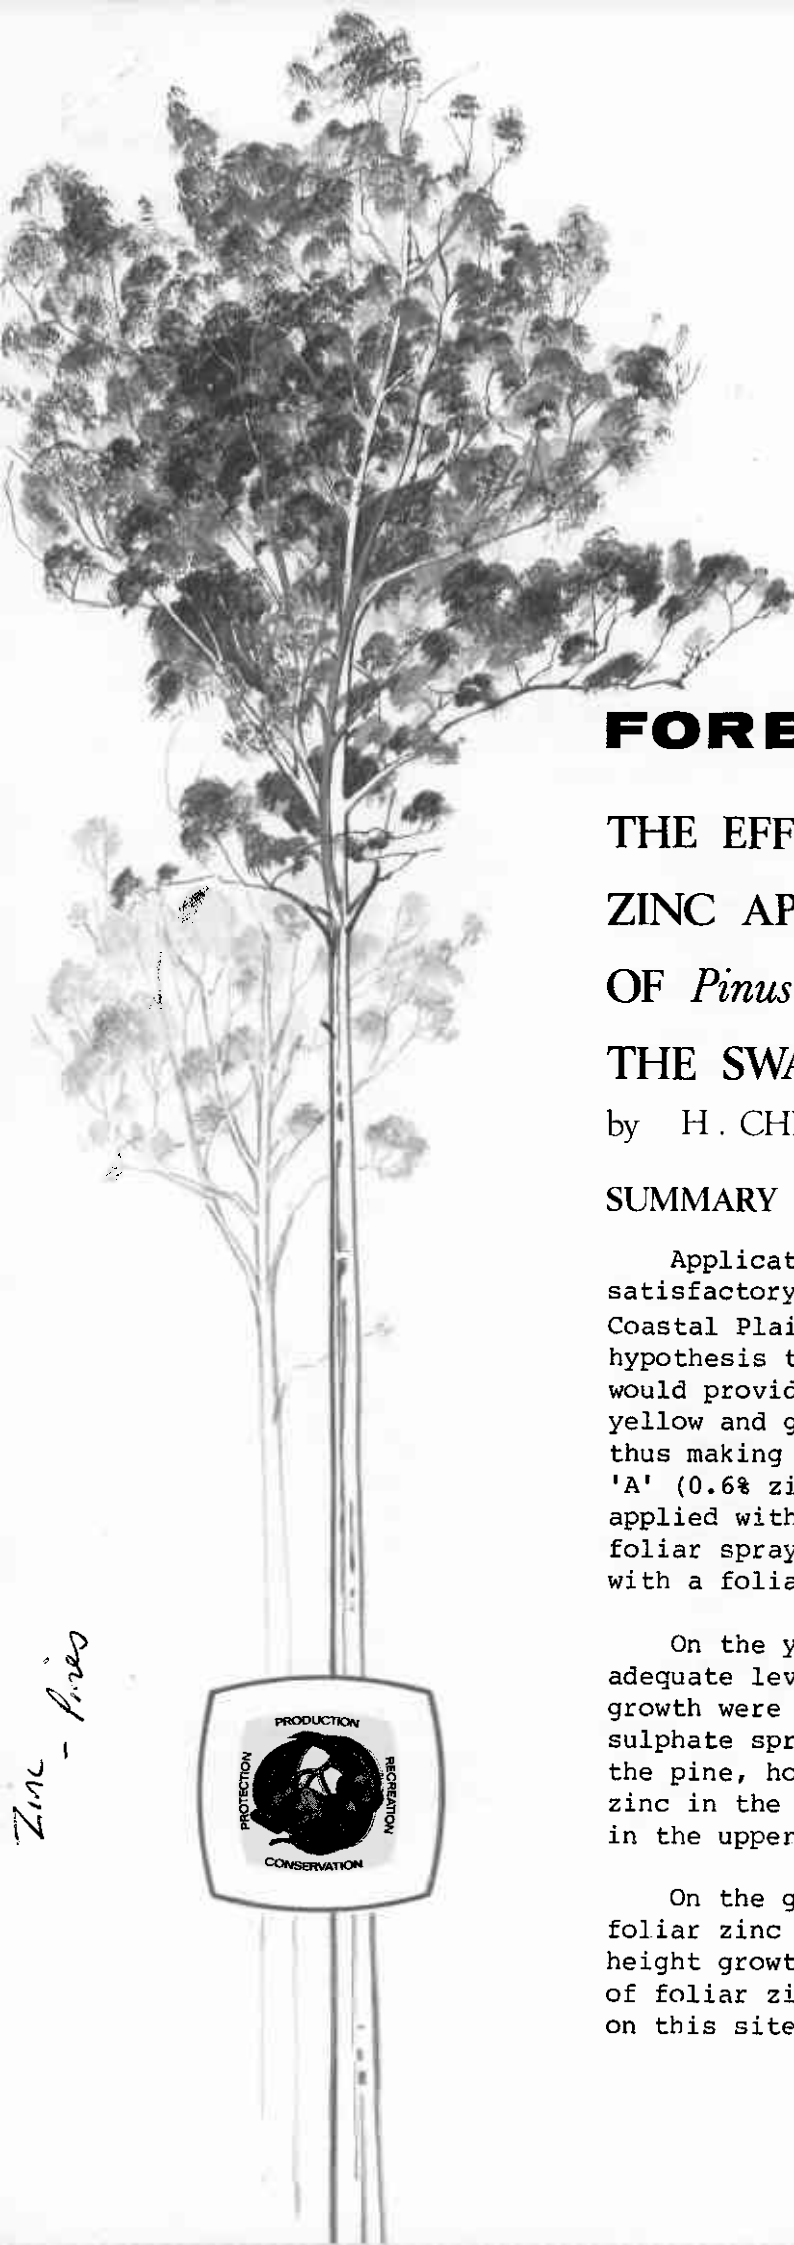 FORE
THE EFF
ZINC AP
OF Pinus
THE SWA
by H. CHI
SUMMARY
Applicat
satisfactory
Coastal Plai
hypothesis t
would provid
yellow and g
thus making
'A' (0.6% zi
applied with
foliar spray
with a folia
On the y
adequate lev
growth were
sulphate spr
the pine, ho
zinc in the
in the upper
On the g
foliar zinc
height growt
of foliar zi
on this site
Zinc
- Pines
PRODUCTION
PROTECTION
RECREATION
CONSERVATION